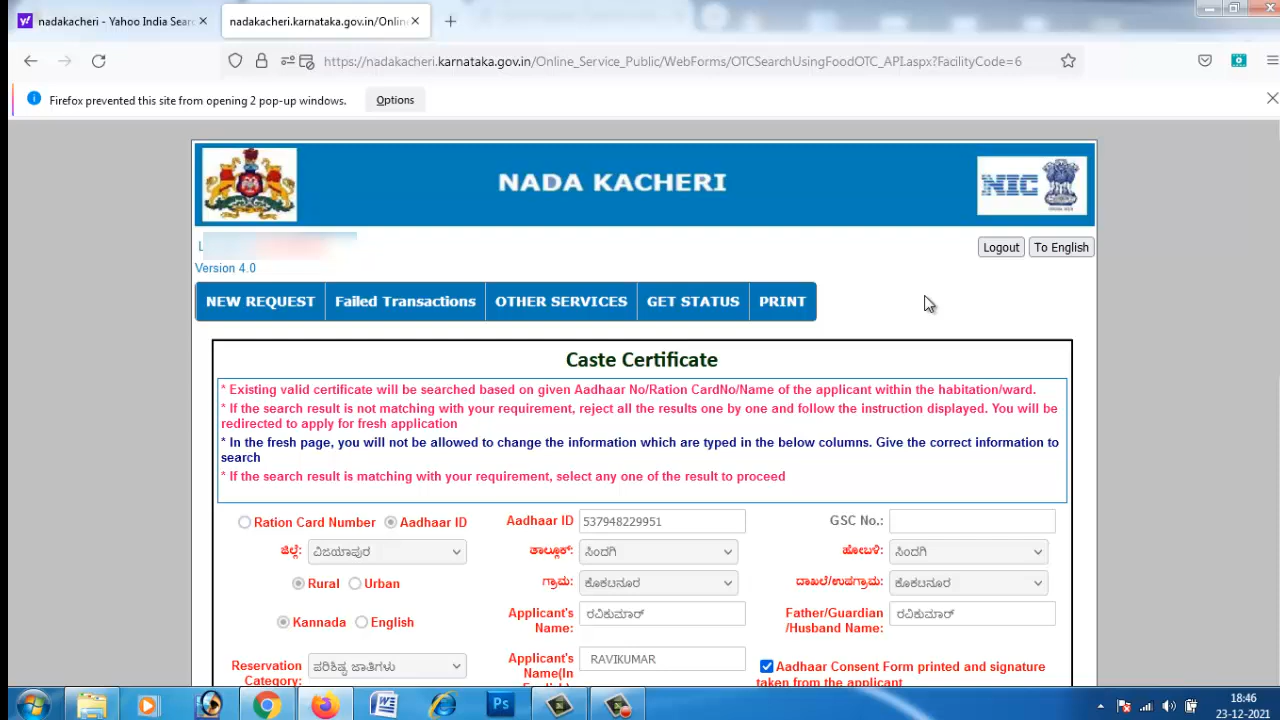 nadakacheri - Yahoo India Sear
nadakacheri.karnataka.gov.in/Onlin
https://nadakacheri.karnataka.gov.in/Online_Service_Public/WebForms/OTCSearchUsingFoodOTC_API.aspx?FacilityCode=6
Firefox prevented this site from opening 2 pop-up windows. Options
NADA KACHERI
NIC
Logout To English
Version 4.0
NEW REQUEST Failed Transactions OTHER SERVICES GET STATUS PRINT
Caste Certificate
* Existing valid certificate will be searched based on given Aadhaar No/Ration CardNo/Name of the applicant within the habitation/ward.
* If the search result is not matching with your requirement, reject all the results one by one and follow the instruction displayed. You will be
redirected to apply for fresh application
* In the fresh page, you will not be allowed to change the information which are typed in the below columns. Give the correct information to
search
* If the search result is matching with your requirement, select any one of the result to proceed
Ration Card Number Aadhaar ID Aadhaar ID 537948229951 GSC No.:
ಜಿಲ್ಲೆ: ವಿಜಯಾಪುರ ತಾಲ್ಲೂಕ್: ಸಿಂದಗಿ ಹೋಬಳಿ: ಸಿಂದಗಿ
Rural Urban ಗ್ರಾಮ: ಕೊಕಟನೂರ ದಾಖಲೆ/ಉಪಗ್ರಾಮ: ಕೊಕಟನೂರ
Kannada English Applicant's Name: ರವಿಕುಮಾರ್ Father/Guardian /Husband Name: ರವಿಕುಮಾರ್
Reservation Category: ಪರಿಶಿಷ್ಟ ಜಾತಿಗಳು Applicant's Name(In English): RAVIKUMAR Aadhaar Consent Form printed and signature
taken from the applicant
W Ps 18:46
23-12-2021